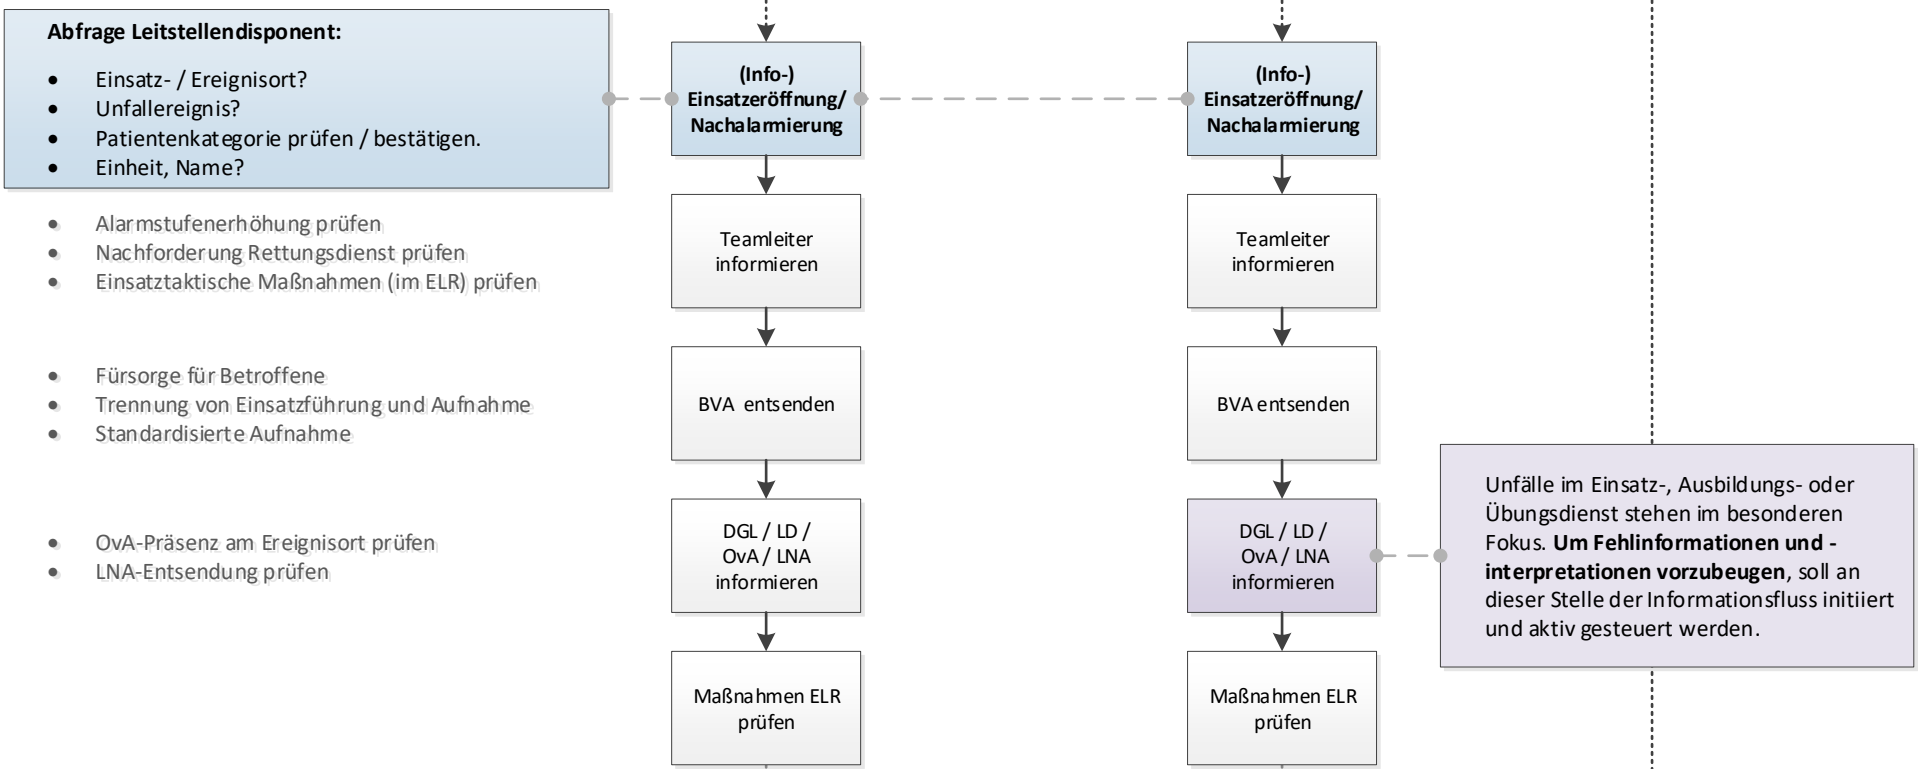 Abfrage Leitstellendisponent:
• Einsatz- / Ereignisort?
• Unfallereignis?
• Patientenkategorie prüfen / bestätigen.
• Einheit, Name?
• Alarmstufenerhöhung prüfen
• Nachforderung Rettungsdienst prüfen
• Einsatztaktische Maßnahmen (im ELR) prüfen
• Fürsorge für Betroffene
• Trennung von Einsatzführung und Aufnahme
• Standardisierte Aufnahme
• OvA-Präsenz am Ereignisort prüfen
• LNA-Entsendung prüfen
(Info-)
Einsatzeröffnung/
Nachalarmierung
Teamleiter
informieren
BVA entsenden
DGL / LD /
OvA / LNA
informieren
Maßnahmen ELR
prüfen
(Info-)
Einsatzeröffnung/
Nachalarmierung
Teamleiter
informieren
BVA entsenden
DGL / LD /
OvA / LNA
informieren
Maßnahmen ELR
prüfen
Unfälle im Einsatz-, Ausbildungs- oder
Übungsdienst stehen im besonderen
Fokus. Um Fehlinformationen und -
interpretationen vorzubeugen, soll an
dieser Stelle der Informationsfluss initiiert
und aktiv gesteuert werden.